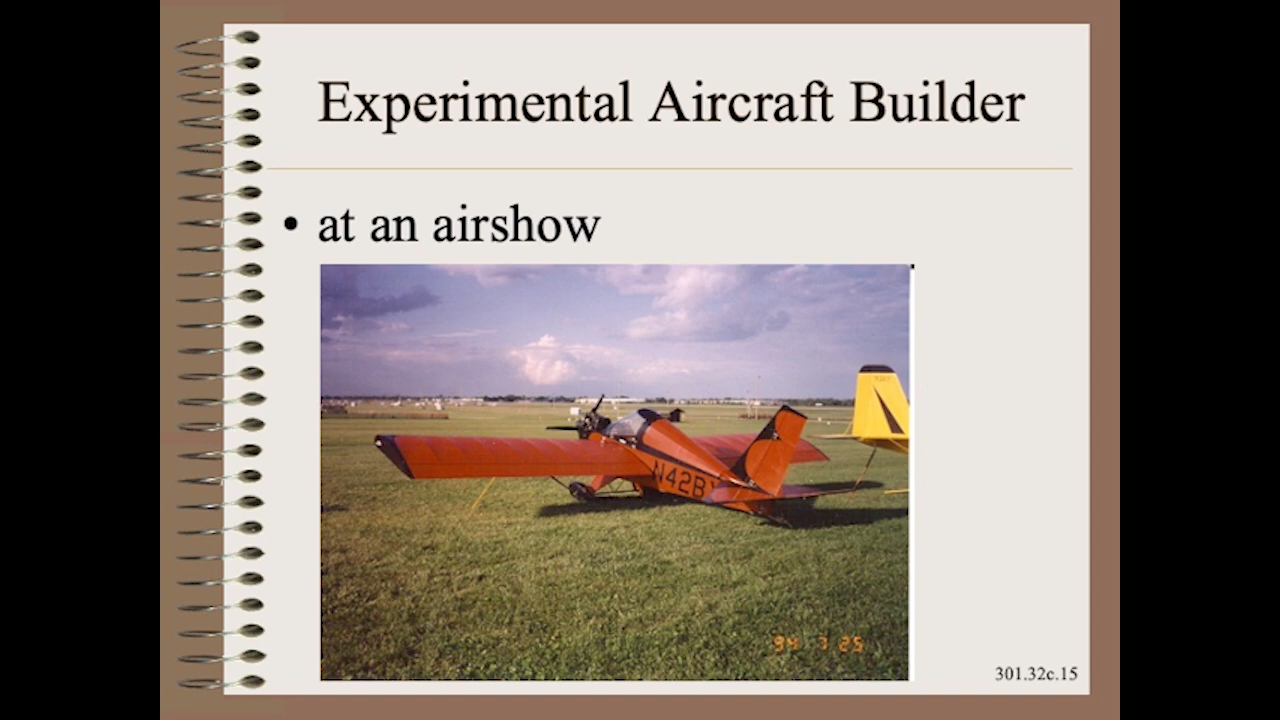 Experimental Aircraft Builder
• at an airshow
N42B
94 7 25
301.32c.15